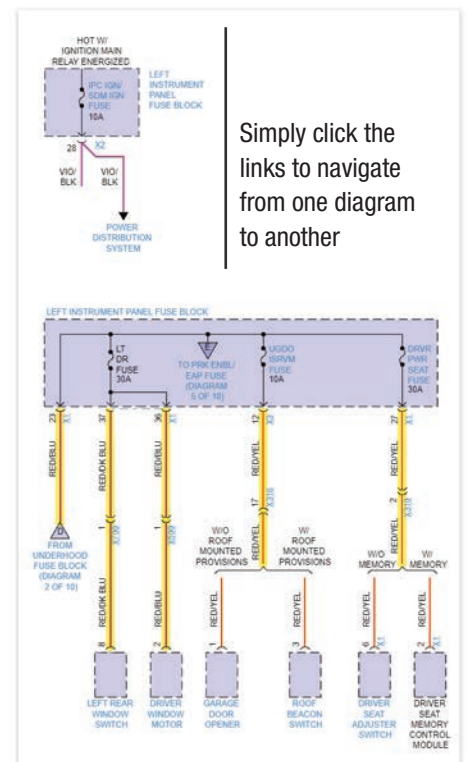 HOT W/
IGNITION MAIN
RELAY ENERGIZED
LEFT
INSTRUMENT
PANEL
FUSE BLOCK
IPC IGN/
SDM IGN
FUSE
10A
28 X2
VIO/
BLK
VIO/
BLK
POWER
DISTRIBUTION
SYSTEM
Simply click the
links to navigate
from one diagram
to another
LEFT INSTRUMENT PANEL FUSE BLOCK
LT
DR
FUSE
30A
E
TO PRK ENBL/
EAP FUSE
(DIAGRAM
5 OF 10)
UGDO
ISRVM
FUSE
10A
DRVR
PWR
SEAT
FUSE
30A
23 X1
37
36 X1
12 X3
27 X1
RED/BLU
RED/DK BLU
RED/BLU
RED/YEL
RED/YEL
17 X316
2 X319
D
FROM
UNDERHOOD
FUSE BLOCK
(DIAGRAM
2 OF 10)
1
1
W/O
ROOF
MOUNTED
PROVISIONS
RED/YEL
W/
ROOF
MOUNTED
PROVISIONS
W/O
MEMORY
RED/YEL
W/
MEMORY
RED/DK BLU
RED/BLU
RED/YEL
RED/YEL
RED/YEL
RED/YEL
8
2
1
3
6 X1
2 X1
LEFT REAR
WINDOW
SWITCH
DRIVER
WINDOW
MOTOR
GARAGE
DOOR
OPENER
ROOF
BEACON
SWITCH
DRIVER
SEAT
ADJUSTER
SWITCH
DRIVER
SEAT
MEMORY
CONTROL
MODULE